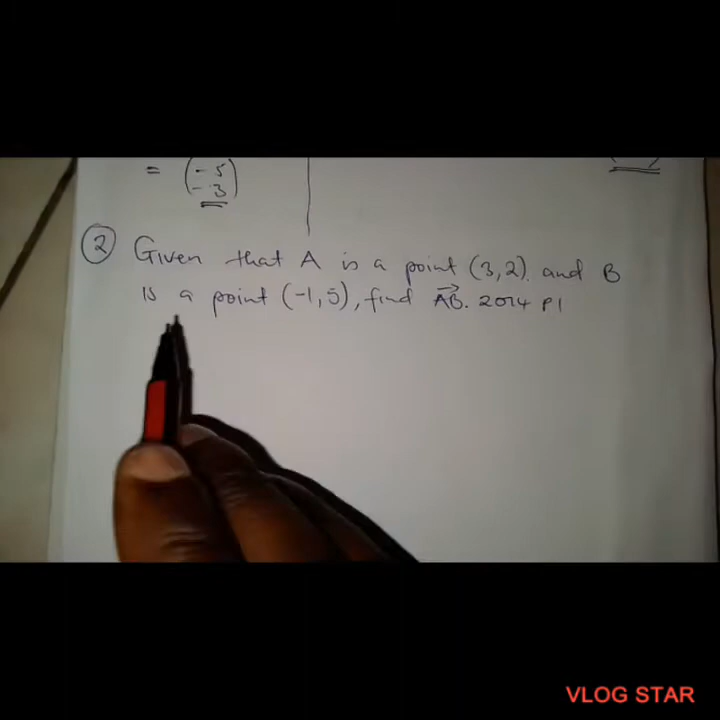 = (-5
-3)
② Given that A is a point (3,2) and B
is a point (-1,5), find AB. 2014 P1
VLOG STAR